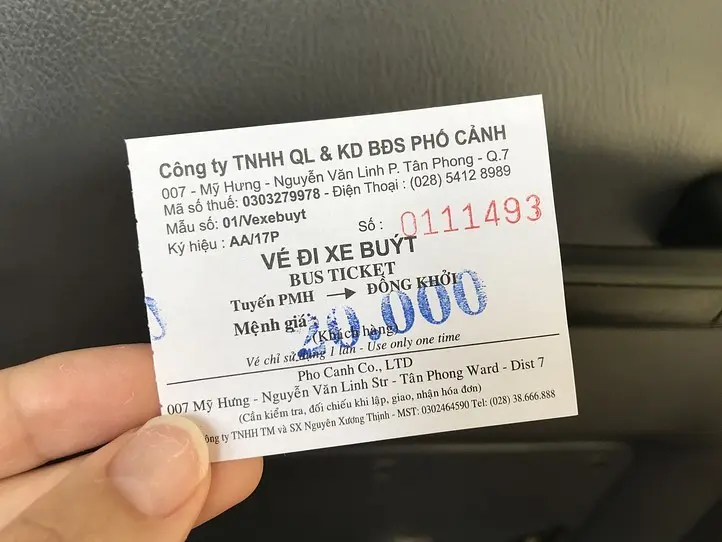 Công ty TNHH QL & KD BĐS PHỐ CẢNH
007 - Mỹ Hưng - Nguyễn Văn Linh P. Tân Phong - Q.7
Mã số thuế: 0303279978 - Điện Thoại : (028) 5412 8989
Mẫu số: 01/Vexebuyt
Ký hiệu : AA/17P
Số : 0111493
VÉ ĐI XE BUÝT
BUS TICKET
Tuyến PMH → ĐỒNG KHỞI
Mệnh giá: 20.000
(Khách hàng)
Vé chỉ sử dụng 1 lần - Use only one time
Pho Canh Co., LTD
007 Mỹ Hưng - Nguyễn Văn Linh Str - Tân Phong Ward - Dist 7
(Cần kiểm tra, đối chiếu khi lập, giao, nhận hóa đơn)
ông ty TNHH TM và SX Nguyên Xương Thịnh - MST: 0302464590 Tel: (028) 38.666.888